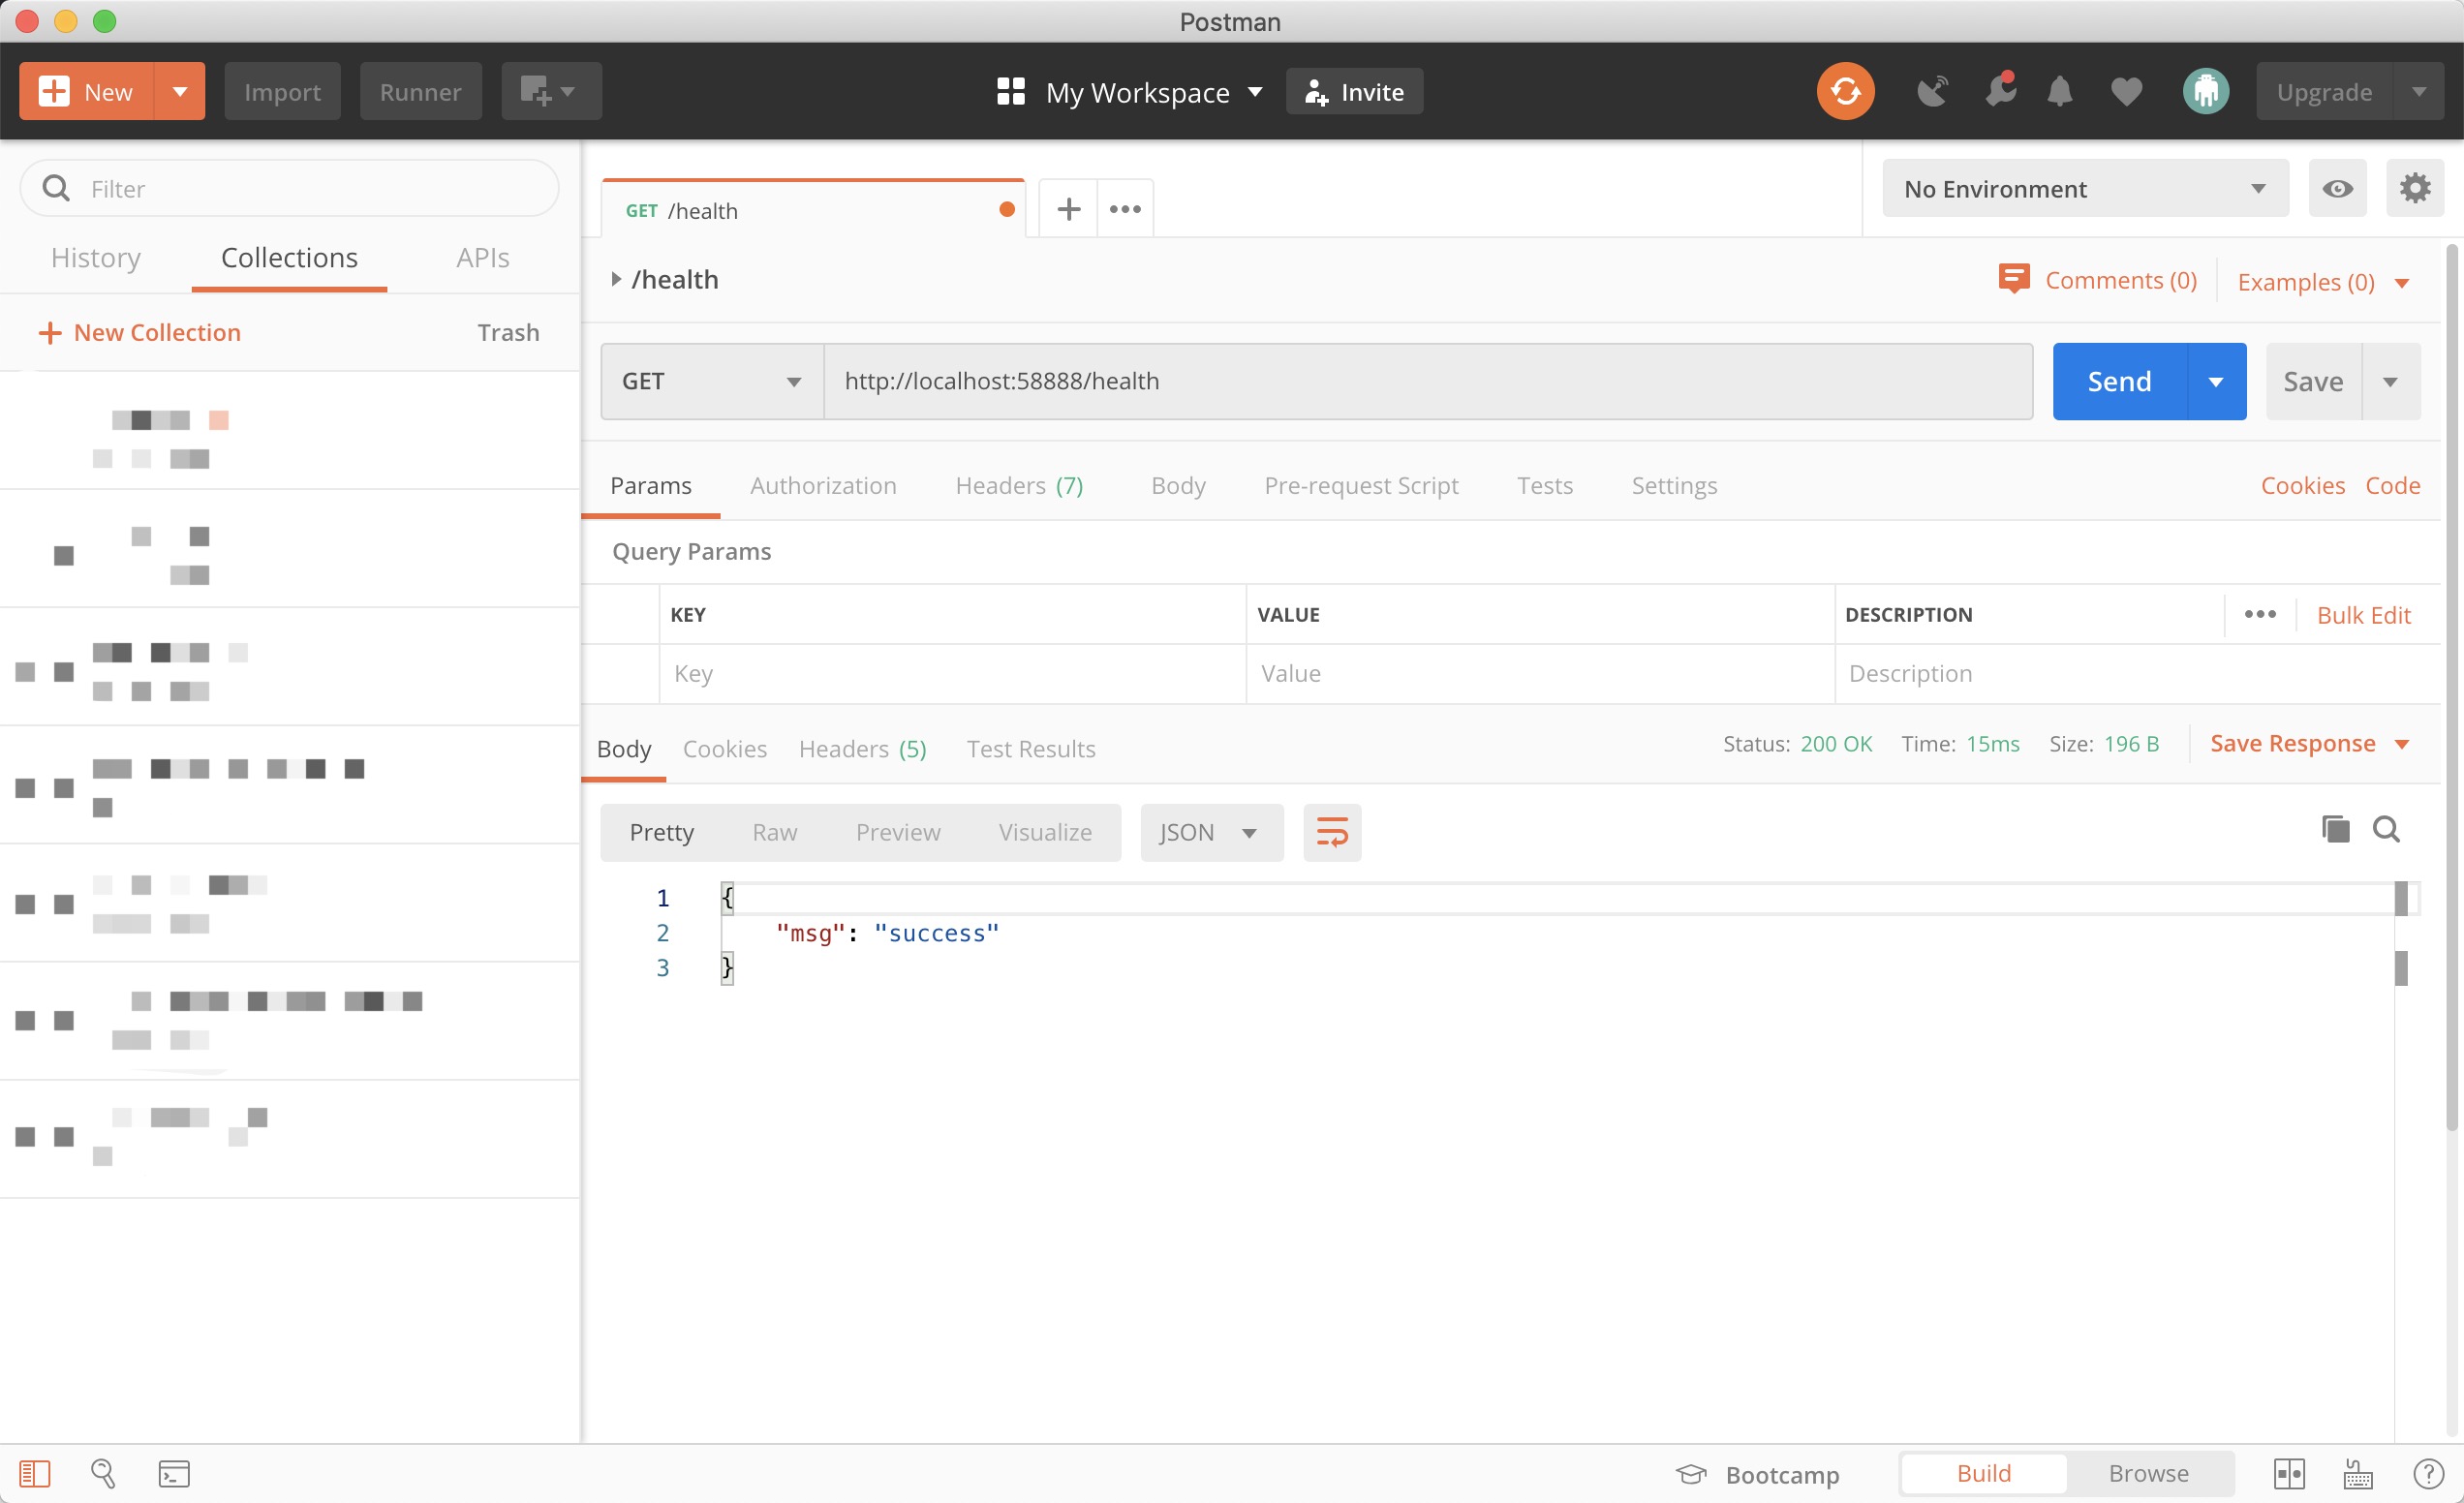 Postman
New Import Runner My Workspace Invite Upgrade
Filter
History Collections APIs
New Collection Trash
GET /health
No Environment
/health
Comments (0) Examples (0)
GET http://localhost:58888/health Send Save
Params Authorization Headers (7) Body Pre-request Script Tests Settings Cookies Code
Query Params
KEY VALUE DESCRIPTION Bulk Edit
Key Value Description
Body Cookies Headers (5) Test Results Status: 200 OK Time: 15ms Size: 196 B Save Response
Pretty Raw Preview Visualize JSON
1 {
2 "msg": "success"
3 }
Bootcamp Build Browse